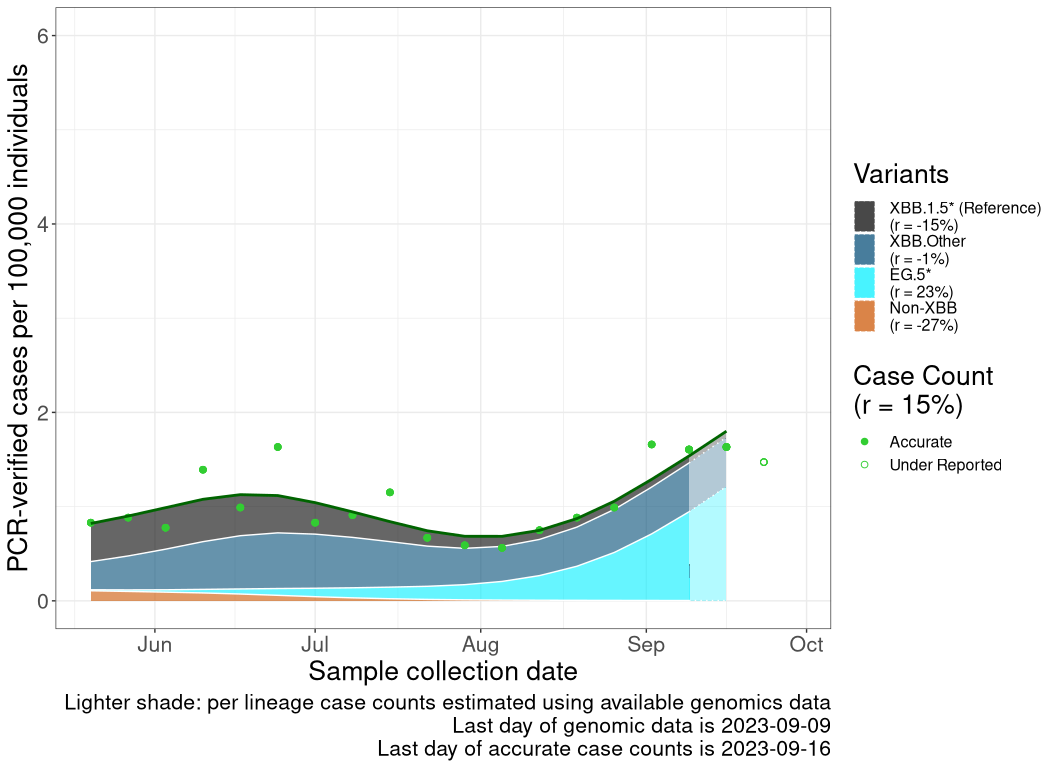 PCR-verified cases per 100,000 individuals
6
4
2
0
Jun Jul Aug Sep Oct
Sample collection date
Lighter shade: per lineage case counts estimated using available genomics data
Last day of genomic data is 2023-09-09
Last day of accurate case counts is 2023-09-16
Variants
XBB.1.5* (Reference)
(r = -15%)
XBB.Other
(r = -1%)
EG.5*
(r = 23%)
Non-XBB
(r = -27%)
Case Count
(r = 15%)
Accurate
Under Reported